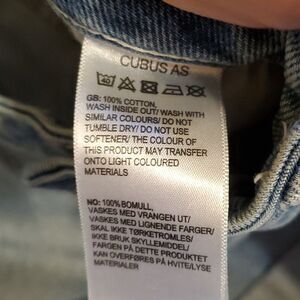 CUBUS AS
40
GB: 100% COTTON,
WASH INSIDE OUT/ WASH WITH
SIMILAR COLOURS/ DO NOT
TUMBLE DRY/ DO NOT USE
SOFTENER/ THE COLOUR OF
THIS PRODUCT MAY TRANSFER
ONTO LIGHT COLOURED
MATERIALS
NO: 100% BOMULL,
VASKES MED VRANGEN UT/
VASKES MED LIGNENDE FARGER/
SKAL IKKE TØRKETROMLES/
IKKE BRUK SKYLLEMIDDEL/
FARGEN PÅ DETTE PRODUKTET
KAN OVERFØRES PÅ HVITE/LYSE
MATERIALER